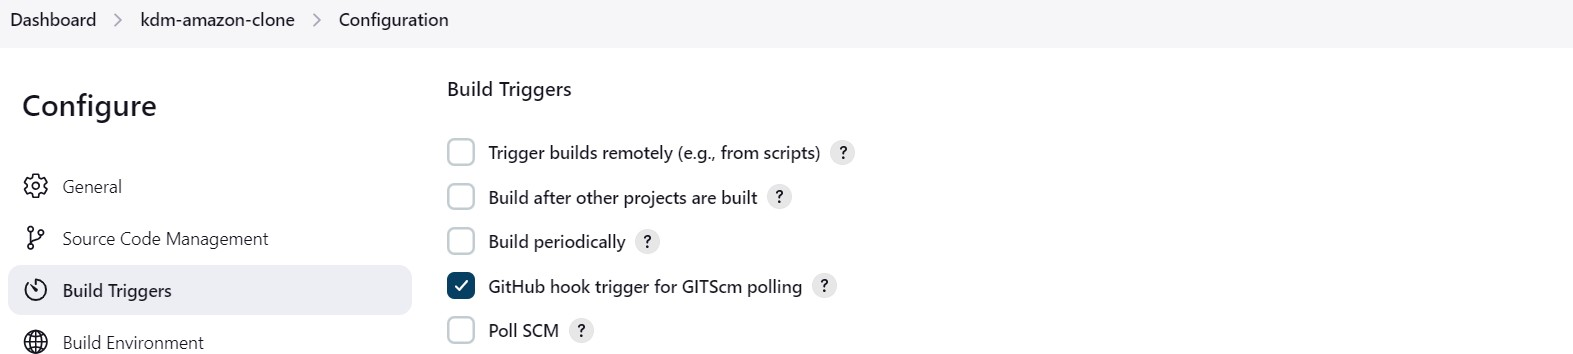 Dashboard > kdm-amazon-clone > Configuration
Configure
General
Source Code Management
Build Triggers
Build Environment
Build Triggers
Trigger builds remotely (e.g., from scripts) ?
Build after other projects are built ?
Build periodically ?
GitHub hook trigger for GITScm polling ?
Poll SCM ?